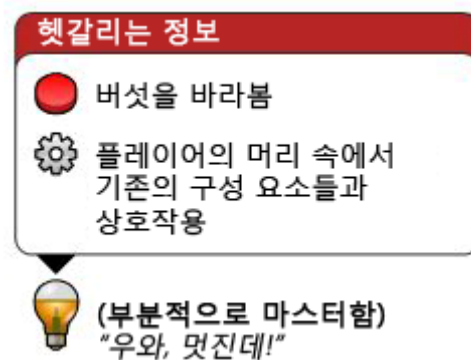 헷갈리는 정보
버섯을 바라봄
플레이어의 머리 속에서
기존의 구성 요소들과
상호작용
(부분적으로 마스터함)
"우와, 멋진데!"